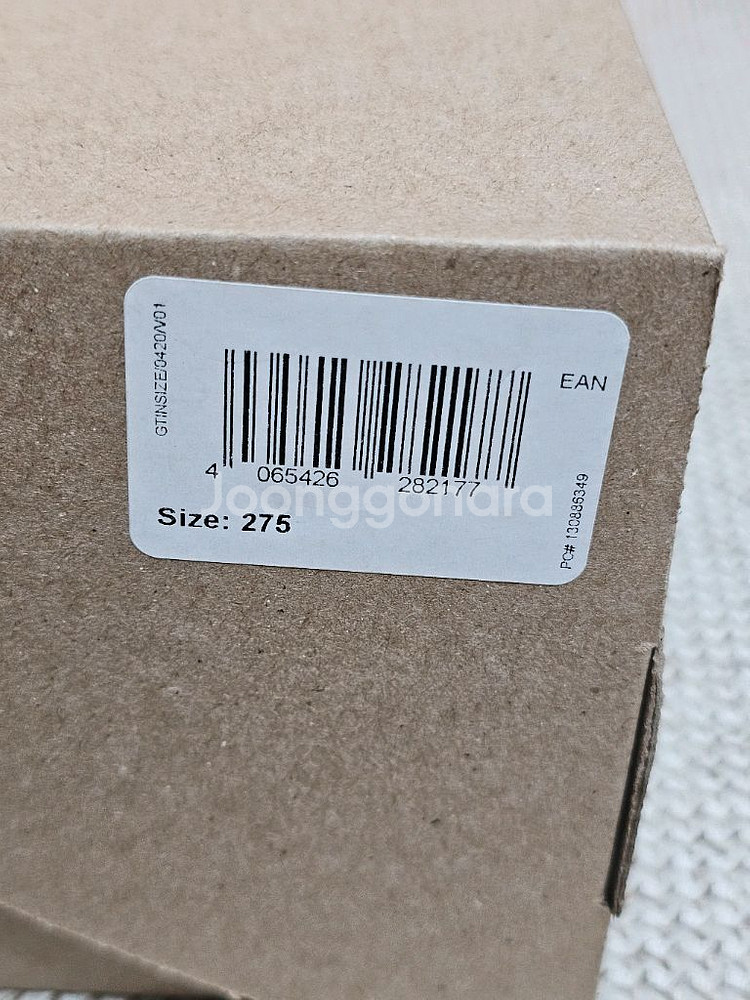 GTINSIZE/0420/V01
EAN
4 065426 282177
Joonggonara
Size: 275
PC# 130886349